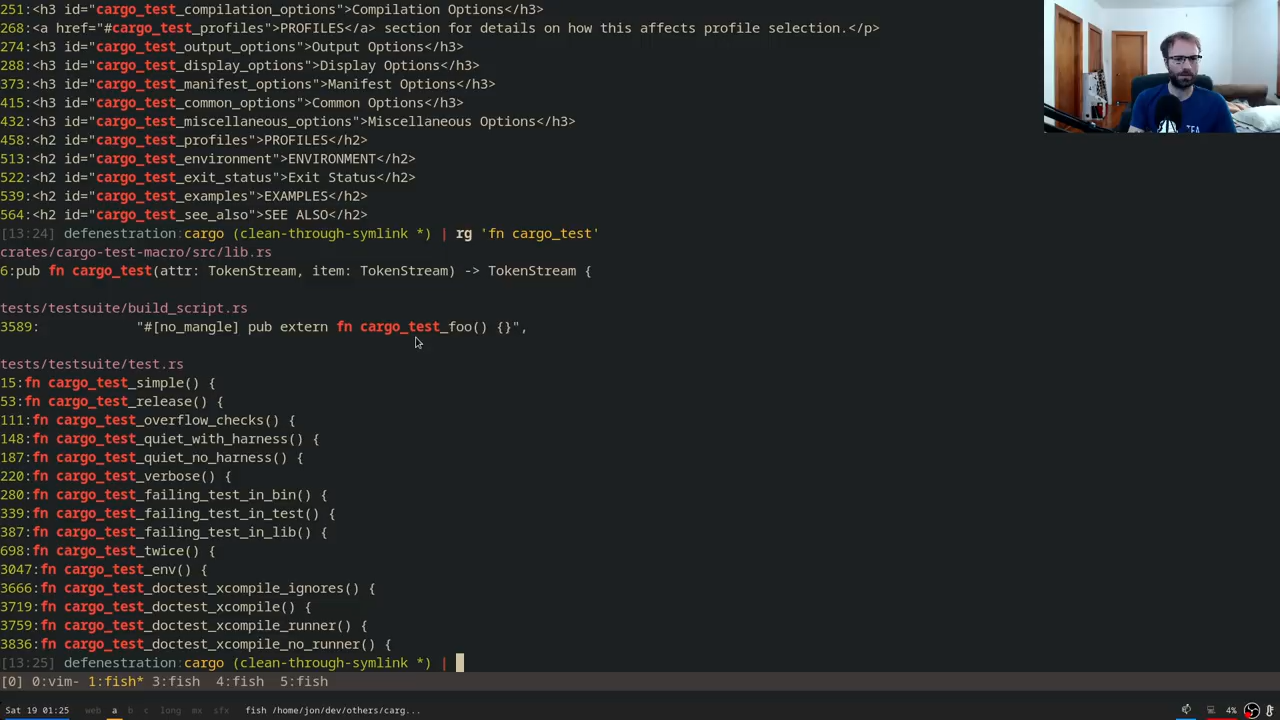 251:<h3 id="cargo_test_compilation_options">Compilation Options</h3>
268:<a href="#cargo_test_profiles">PROFILES</a> section for details on how this affects profile selection.</p>
274:<h3 id="cargo_test_output_options">Output Options</h3>
288:<h3 id="cargo_test_display_options">Display Options</h3>
373:<h3 id="cargo_test_manifest_options">Manifest Options</h3>
415:<h3 id="cargo_test_common_options">Common Options</h3>
432:<h3 id="cargo_test_miscellaneous_options">Miscellaneous Options</h3>
458:<h2 id="cargo_test_profiles">PROFILES</h2>
513:<h2 id="cargo_test_environment">ENVIRONMENT</h2>
522:<h2 id="cargo_test_exit_status">Exit Status</h2>
539:<h2 id="cargo_test_examples">EXAMPLES</h2>
564:<h2 id="cargo_test_see_also">SEE ALSO</h2>
[13:24] defenestration:cargo (clean-through-symlink *) | rg 'fn cargo_test'
crates/cargo-test-macro/src/lib.rs
6:pub fn cargo_test(attr: TokenStream, item: TokenStream) -> TokenStream {
tests/testsuite/build_script.rs
3589:            "#[no_mangle] pub extern fn cargo_test_foo() {}",
tests/testsuite/test.rs
15:fn cargo_test_simple() {
53:fn cargo_test_release() {
111:fn cargo_test_overflow_checks() {
148:fn cargo_test_quiet_with_harness() {
187:fn cargo_test_quiet_no_harness() {
220:fn cargo_test_verbose() {
280:fn cargo_test_failing_test_in_bin() {
339:fn cargo_test_failing_test_in_test() {
387:fn cargo_test_failing_test_in_lib() {
698:fn cargo_test_twice() {
3047:fn cargo_test_env() {
3666:fn cargo_test_doctest_xcompile_ignores() {
3719:fn cargo_test_doctest_xcompile() {
3759:fn cargo_test_doctest_xcompile_runner() {
3836:fn cargo_test_doctest_xcompile_no_runner() {
[13:25] defenestration:cargo (clean-through-symlink *) |
[0] 0:vim- 1:fish* 3:fish  4:fish  5:fish
Sat 19 01:25 web a b c long mx sfx fish /home/jon/dev/others/carg... 4%